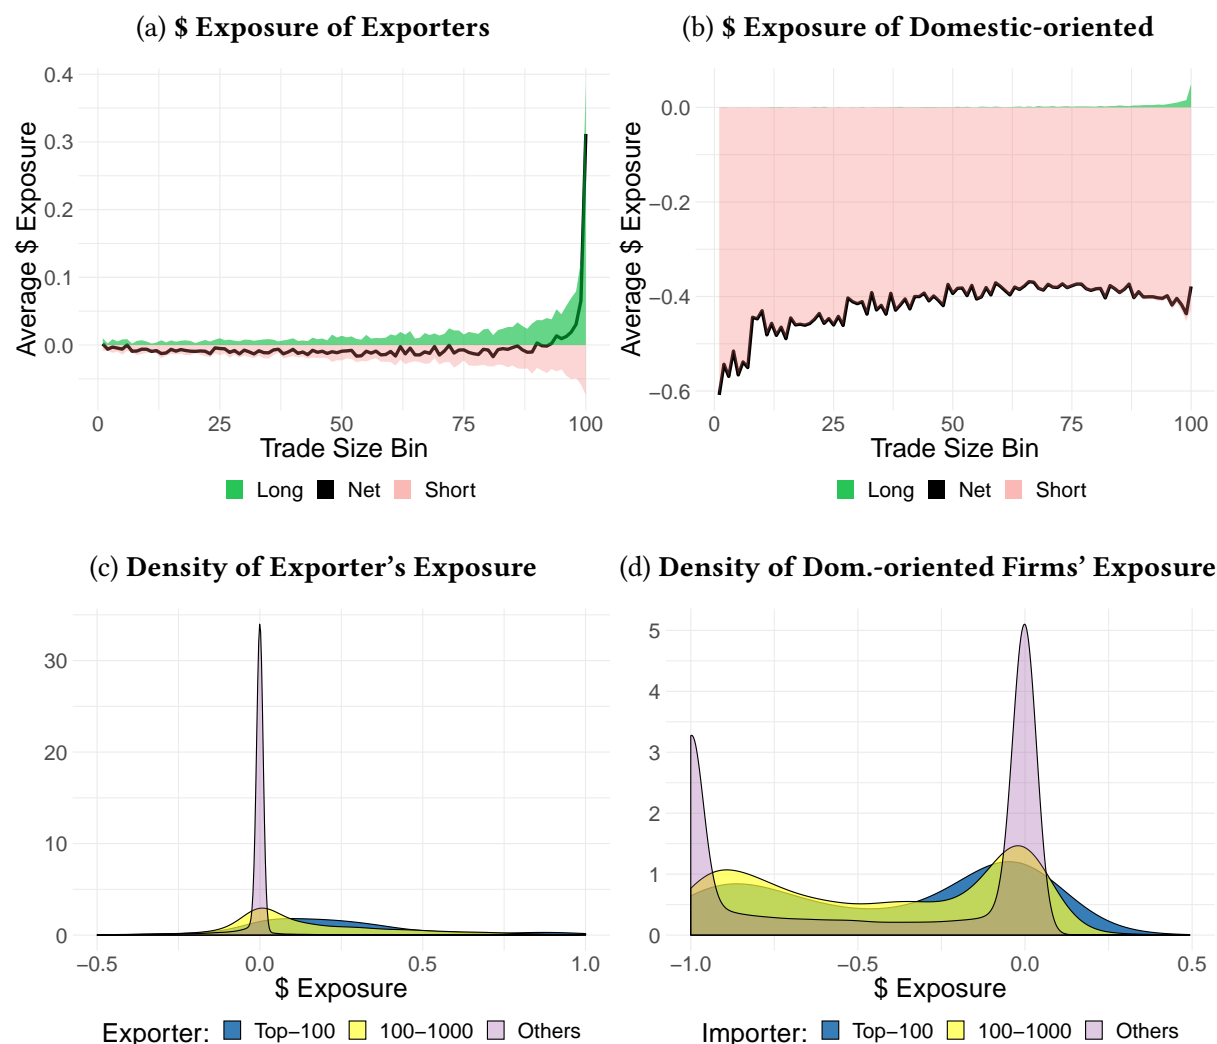 (a) $ Exposure of Exporters
0.4
0.3
0.2
0.1
0.0
Average $ Exposure
0 25 50 75 100
Trade Size Bin
Long Net Short
(b) $ Exposure of Domestic-oriented
0.0
−0.2
−0.4
−0.6
Average $ Exposure
0 25 50 75 100
Trade Size Bin
Long Net Short
(c) Density of Exporter’s Exposure
30
20
10
0
−0.5 0.0 0.5 1.0
$ Exposure
Exporter: Top−100 100−1000 Others
(d) Density of Dom.-oriented Firms’ Exposure
5
4
3
2
1
0
−1.0 −0.5 0.0 0.5
$ Exposure
Importer: Top−100 100−1000 Others